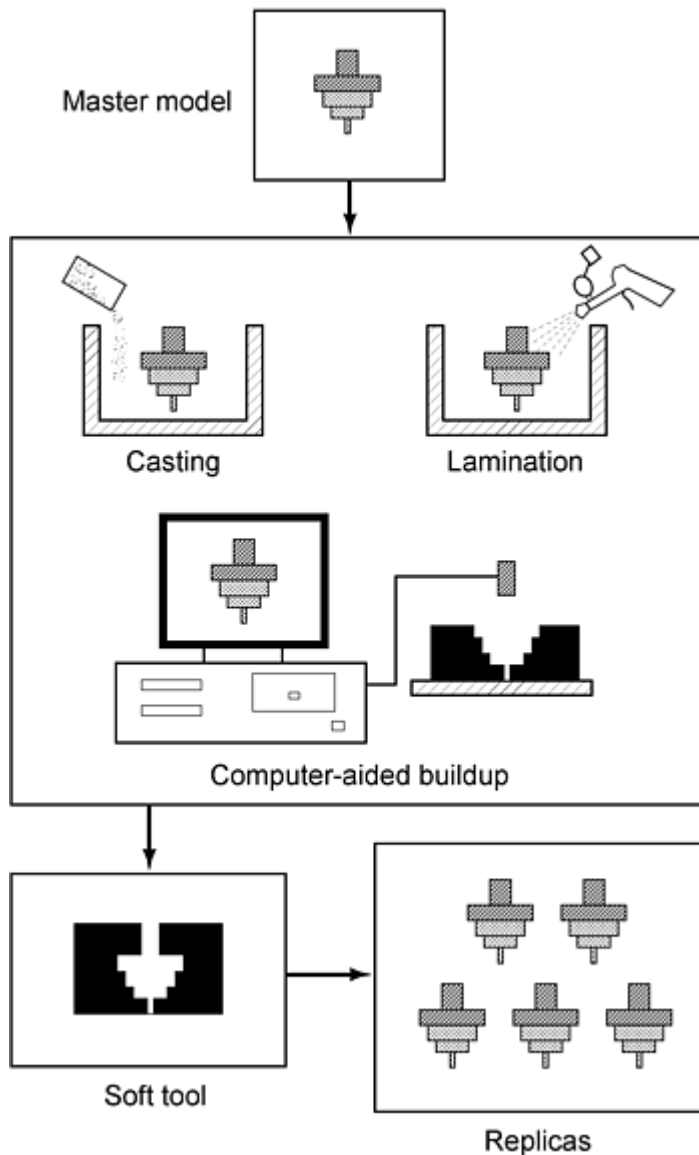 Master model
Casting
Lamination
Computer-aided buildup
Soft tool
Replicas